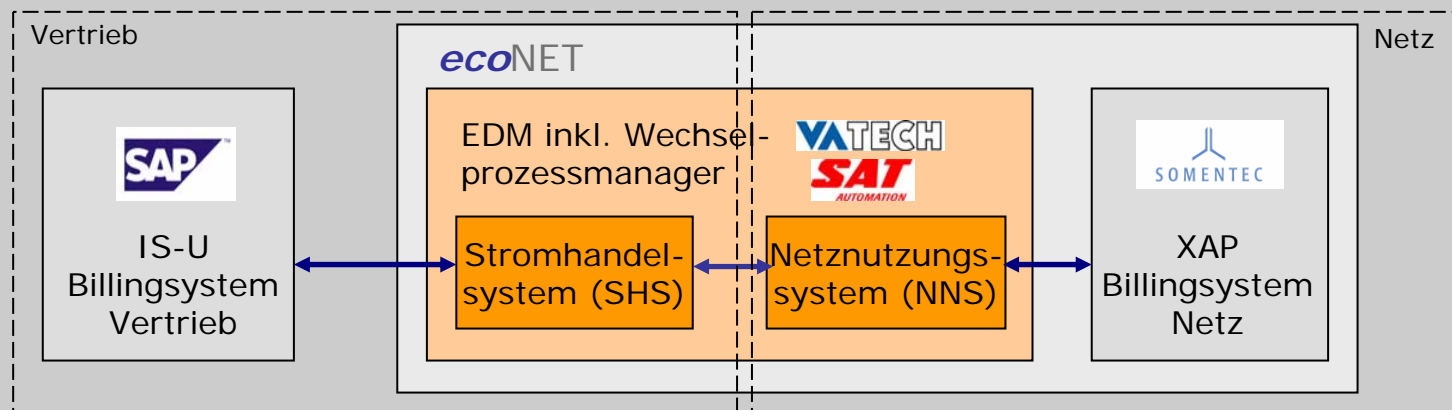 Vertrieb
Netz
ecoNET
EDM inkl. Wechsel-
prozessmanager
VATECH
SAT
AUTOMATION
SAP™
SOMENTEC
IS-U
Billingsystem
Vertrieb
Stromhandel-
system (SHS)
Netznutzungs-
system (NNS)
XAP
Billingsystem
Netz